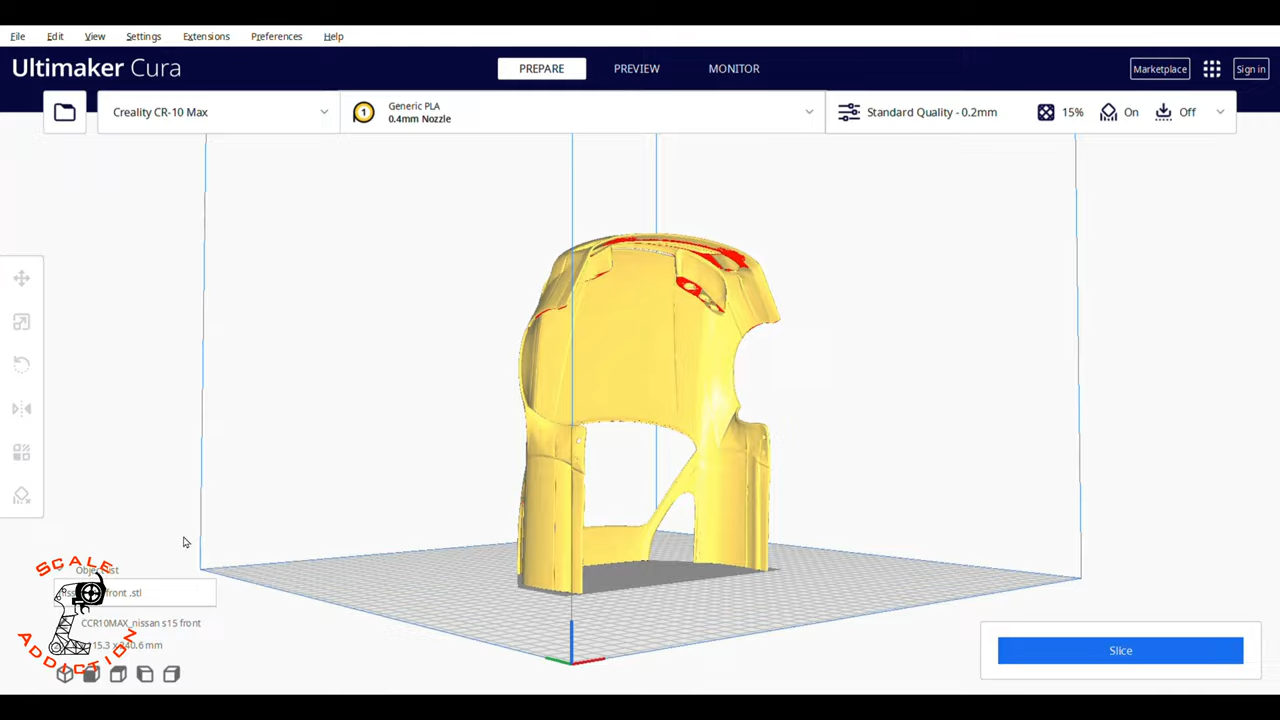 File Edit View Settings Extensions Preferences Help
Ultimaker Cura
PREPARE PREVIEW MONITOR
Marketplace Sign in
Creality CR-10 Max
1
Generic PLA
0.4mm Nozzle
Standard Quality - 0.2mm 15% On Off
SCALE
front .stl
CCR10MAX_nissan s15 front
ADDICTION
Slice